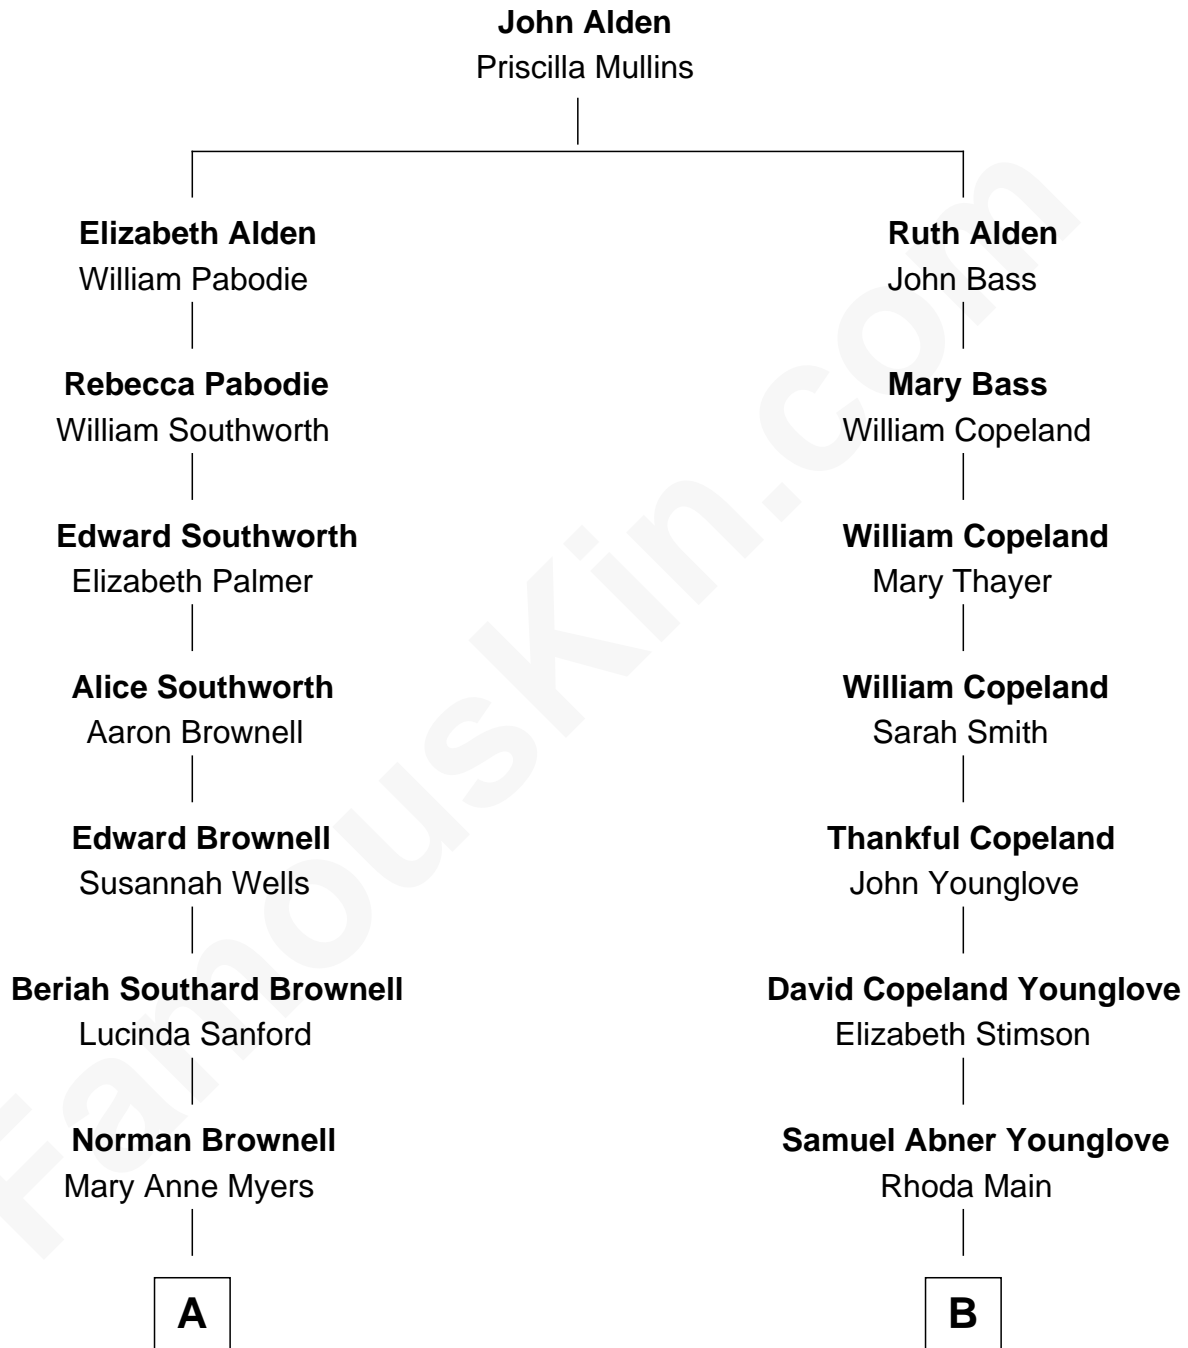 John Alden
Priscilla Mullins
Elizabeth Alden
William Pabodie
Ruth Alden
John Bass
Rebecca Pabodie
William Southworth
Mary Bass
William Copeland
Edward Southworth
Elizabeth Palmer
William Copeland
Mary Thayer
Alice Southworth
Aaron Brownell
William Copeland
Sarah Smith
Edward Brownell
Susannah Wells
Thankful Copeland
John Younglove
Beriah Southard Brownell
Lucinda Sanford
David Copeland Younglove
Elizabeth Stimson
Norman Brownell
Mary Anne Myers
Samuel Abner Younglove
Rhoda Main
A
B
FamousKin.com